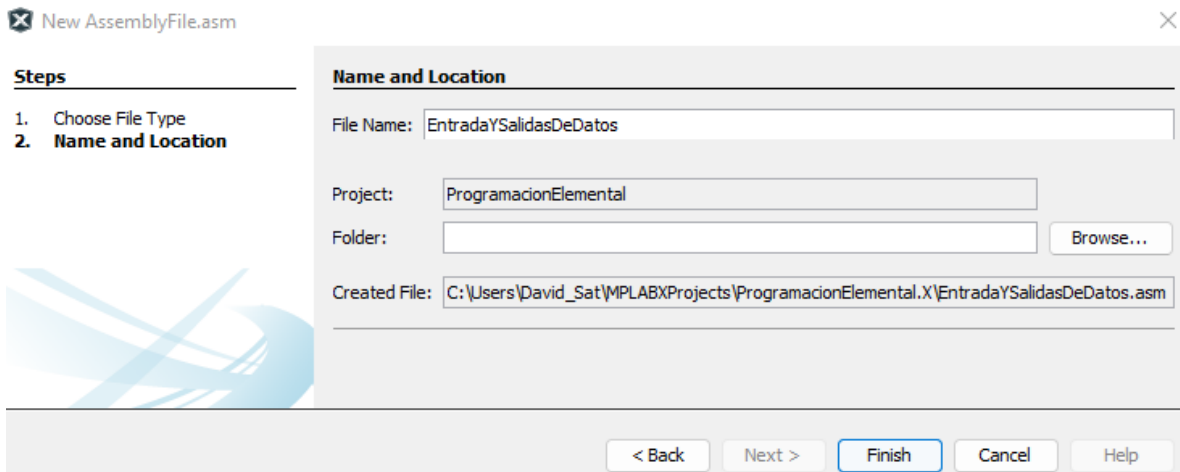 New AssemblyFile.asm
Steps
1. Choose File Type
2. Name and Location
Name and Location
File Name: EntradaYSalidasDeDatos
Project: ProgramacionElemental
Folder:
Browse...
Created File: C:\Users\David_Sat\MPLABXProjects\ProgramacionElemental.X\EntradaYSalidasDeDatos.asm
< Back Next > Finish Cancel Help